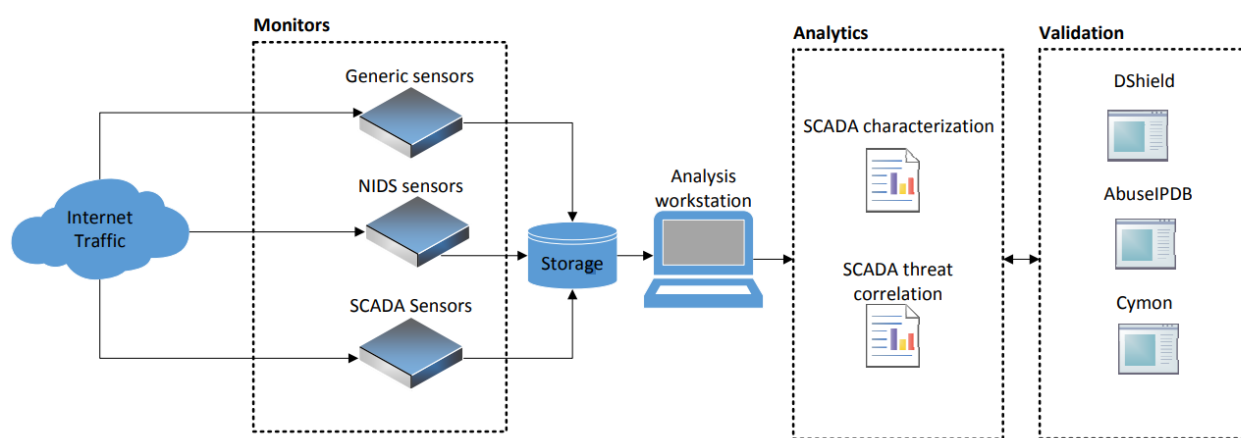 Monitors
Analytics
Validation
Generic sensors
NIDS sensors
SCADA Sensors
Internet
Traffic
Storage
Analysis
workstation
SCADA characterization
SCADA threat
correlation
DShield
AbuseIPDB
Cymon